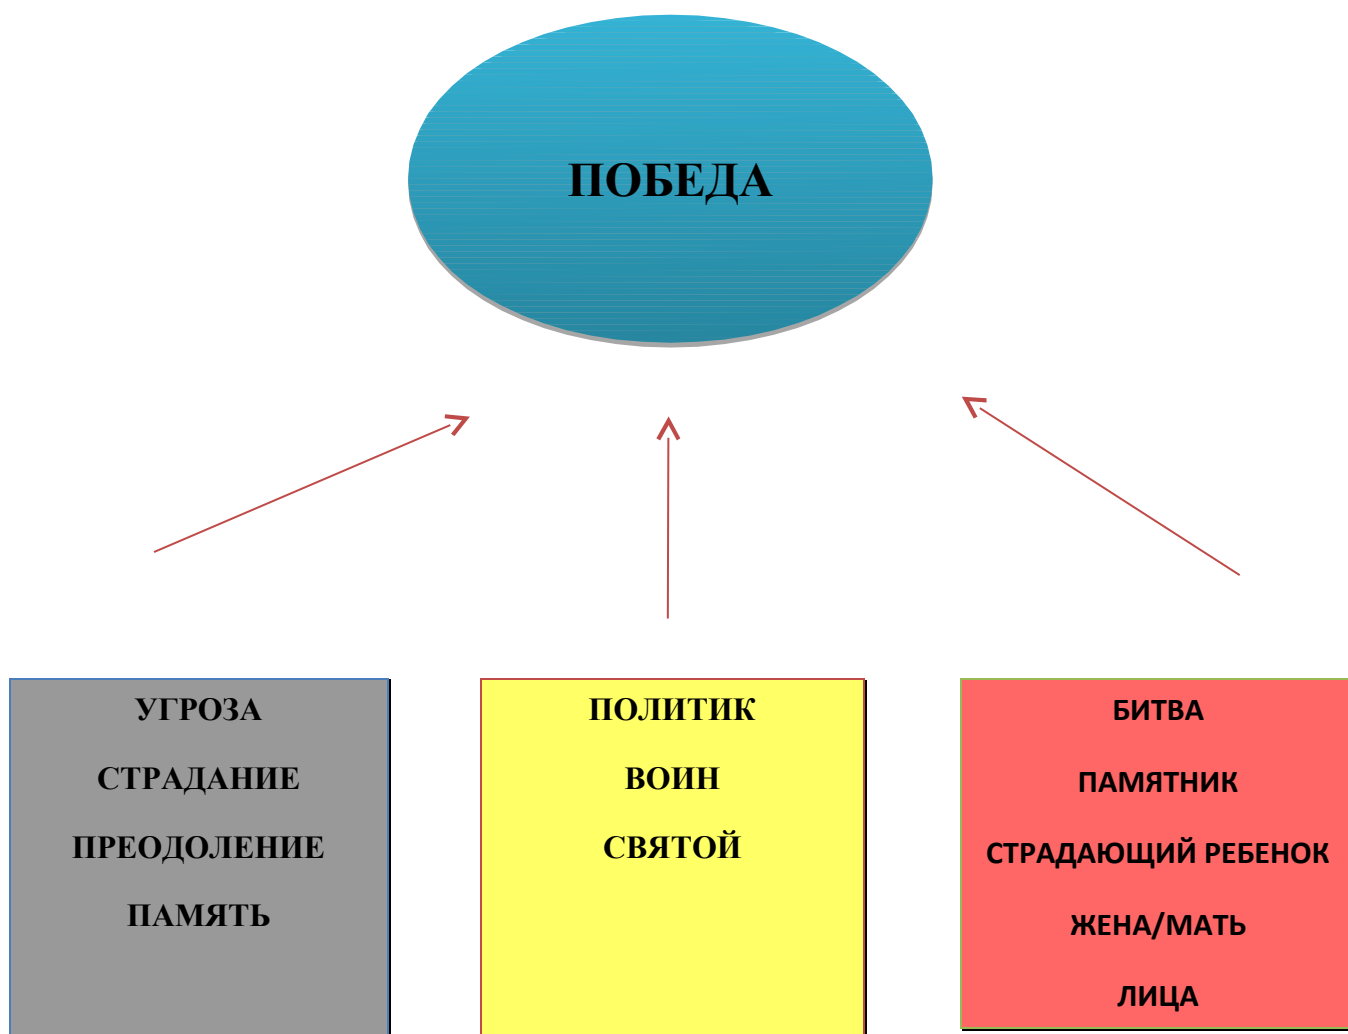 ПОБЕДА
УГРОЗА
СТРАДАНИЕ
ПРЕОДОЛЕНИЕ
ПАМЯТЬ
ПОЛИТИК
ВОИН
СВЯТОЙ
БИТВА
ПАМЯТНИК
СТРАДАЮЩИЙ РЕБЕНОК
ЖЕНА/МАТЬ
ЛИЦА